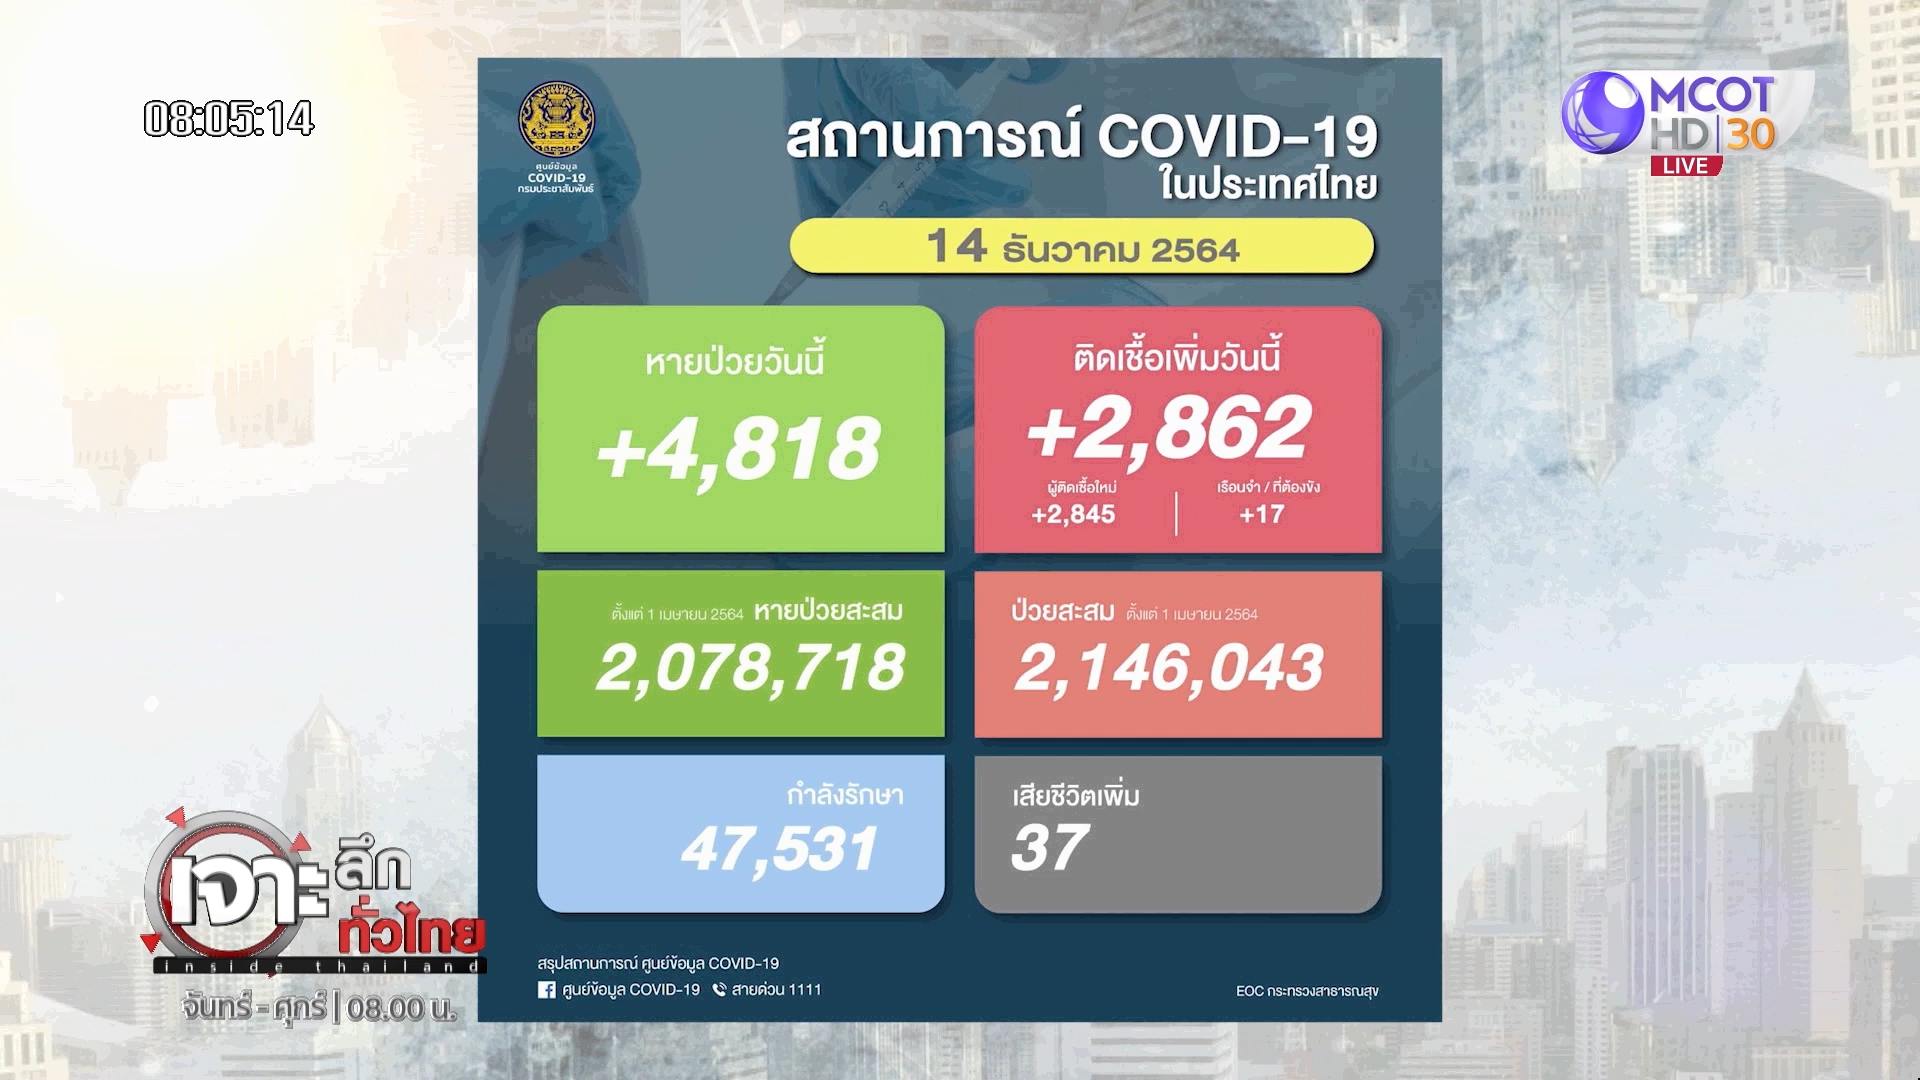 08:05:14
MCOT
HD 30
LIVE
ศูนย์ข้อมูล
COVID-19
กรมประชาสัมพันธ์
สถานการณ์ COVID-19
ในประเทศไทย
14 ธันวาคม 2564
หายป่วยวันนี้
+4,818
ติดเชื้อเพิ่มวันนี้
+2,862
ผู้ติดเชื้อใหม่
+2,845
เรือนจำ / ที่ต้องขัง
+17
ตั้งแต่ 1 เมษายน 2564 หายป่วยสะสม
2,078,718
ป่วยสะสม ตั้งแต่ 1 เมษายน 2564
2,146,043
กำลังรักษา
47,531
เสียชีวิตเพิ่ม
37
สรุปสถานการณ์ ศูนย์ข้อมูล COVID-19
ศูนย์ข้อมูล COVID-19 สายด่วน 1111
EOC กระทรวงสาธารณสุข
เจาะลึก
ทั่วไทย
inside thailand
จันทร์ - ศุกร์ | 08.00 น.